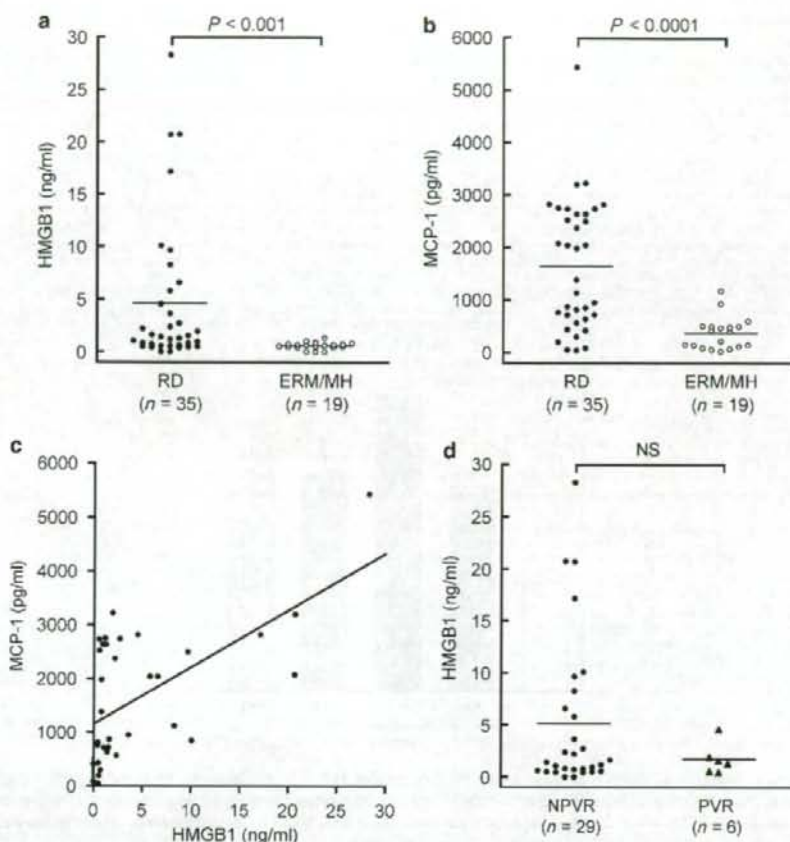 a
P < 0.001
30
25
20
15
10
5
0
HMGB1 (ng/ml)
RD
ERM/MH
(n = 35)
(n = 19)
b
P < 0.0001
6000
5000
4000
3000
2000
1000
0
MCP-1 (pg/ml)
RD
ERM/MH
(n = 35)
(n = 19)
c
6000
5000
4000
3000
2000
1000
0
MCP-1 (pg/ml)
0
5
10
15
20
25
30
HMGB1 (ng/ml)
d
NS
30
25
20
15
10
5
0
HMGB1 (ng/ml)
NPVR
PVR
(n = 29)
(n = 6)